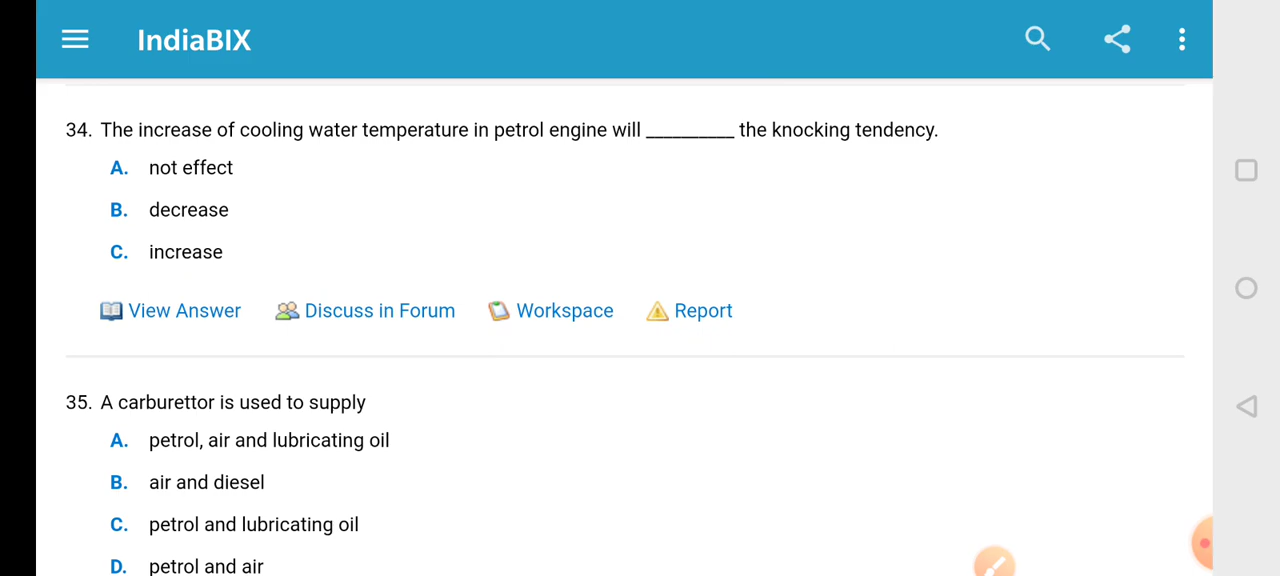 IndiaBIX
34. The increase of cooling water temperature in petrol engine will __________ the knocking tendency.
A. not effect
B. decrease
C. increase
View Answer Discuss in Forum Workspace Report
35. A carburettor is used to supply
A. petrol, air and lubricating oil
B. air and diesel
C. petrol and lubricating oil
D. petrol and air